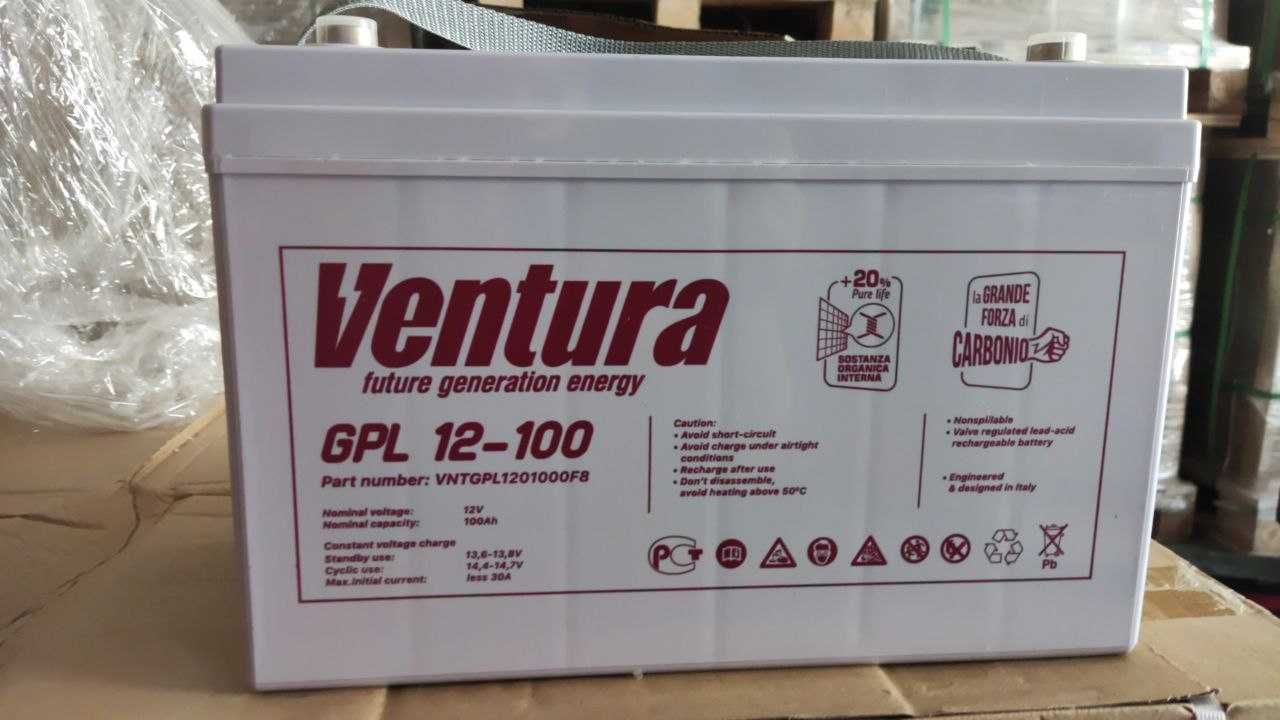 Ventura
future generation energy
+20%
Pure life
SOSTANZA
ORGANICA
INTERNA
la GRANDE
FORZA di
CARBONIO
GPL 12-100
Part number: VNTGPL1201000F8
Nominal voltage: 12V
Nominal capacity: 100Ah
Constant voltage charge
Standby use: 13,6-13,8V
Cyclic use: 14,4-14,7V
Max.initial current: less 30A
Caution:
• Avoid short-circuit
• Avoid charge under airtight
conditions
• Recharge after use
• Don't disassemble,
avoid heating above 50°C
• Nonspillable
• Valve regulated lead-acid
rechargeable battery
• Engineered
& designed in Italy
РСТ
Pb